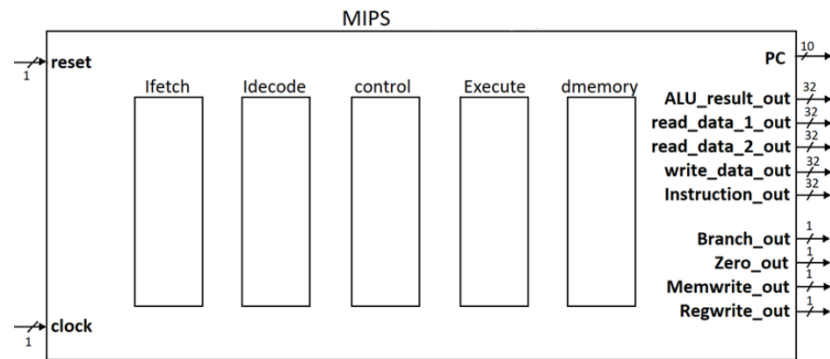 MIPS
reset
1
Ifetch
Idecode
control
Execute
dmemory
clock
1
PC
10
ALU_result_out
32
read_data_1_out
32
read_data_2_out
32
write_data_out
32
Instruction_out
32
Branch_out
1
Zero_out
1
Memwrite_out
1
Regwrite_out
1